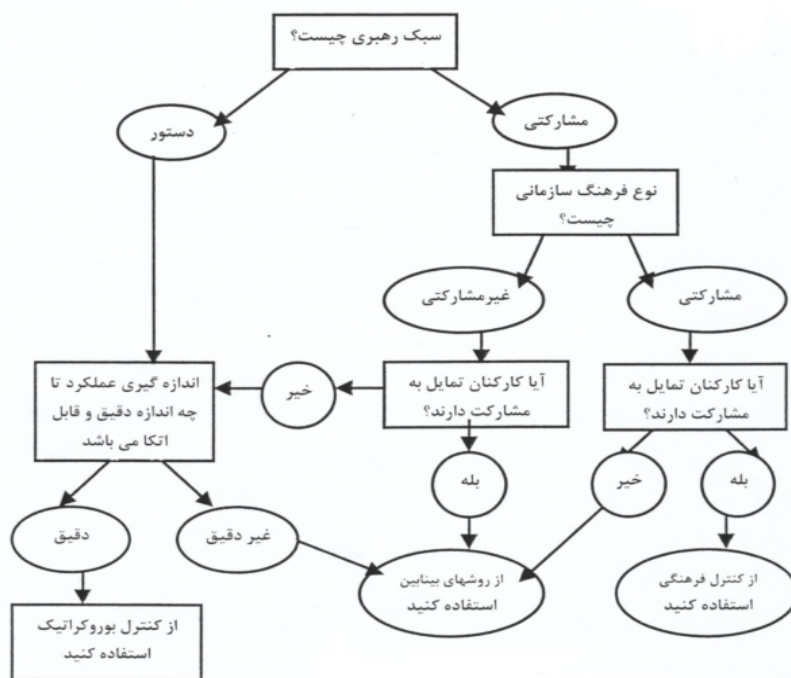 سبک رهبری چیست؟
مشارکتی
دستور
نوع فرهنگ سازمانی
چیست؟
مشارکتی
غیرمشارکتی
آیا کارکنان تمایل به
مشارکت دارند؟
آیا کارکنان تمایل به
مشارکت دارند؟
خیر
اندازه گیری عملکرد تا
چه اندازه دقیق و قابل
اتکا می باشد
بله
خیر
بله
غیر دقیق
دقیق
از کنترل فرهنگی
استفاده کنید
از روشهای بینابین
استفاده کنید
از کنترل بوروکراتیک
استفاده کنید